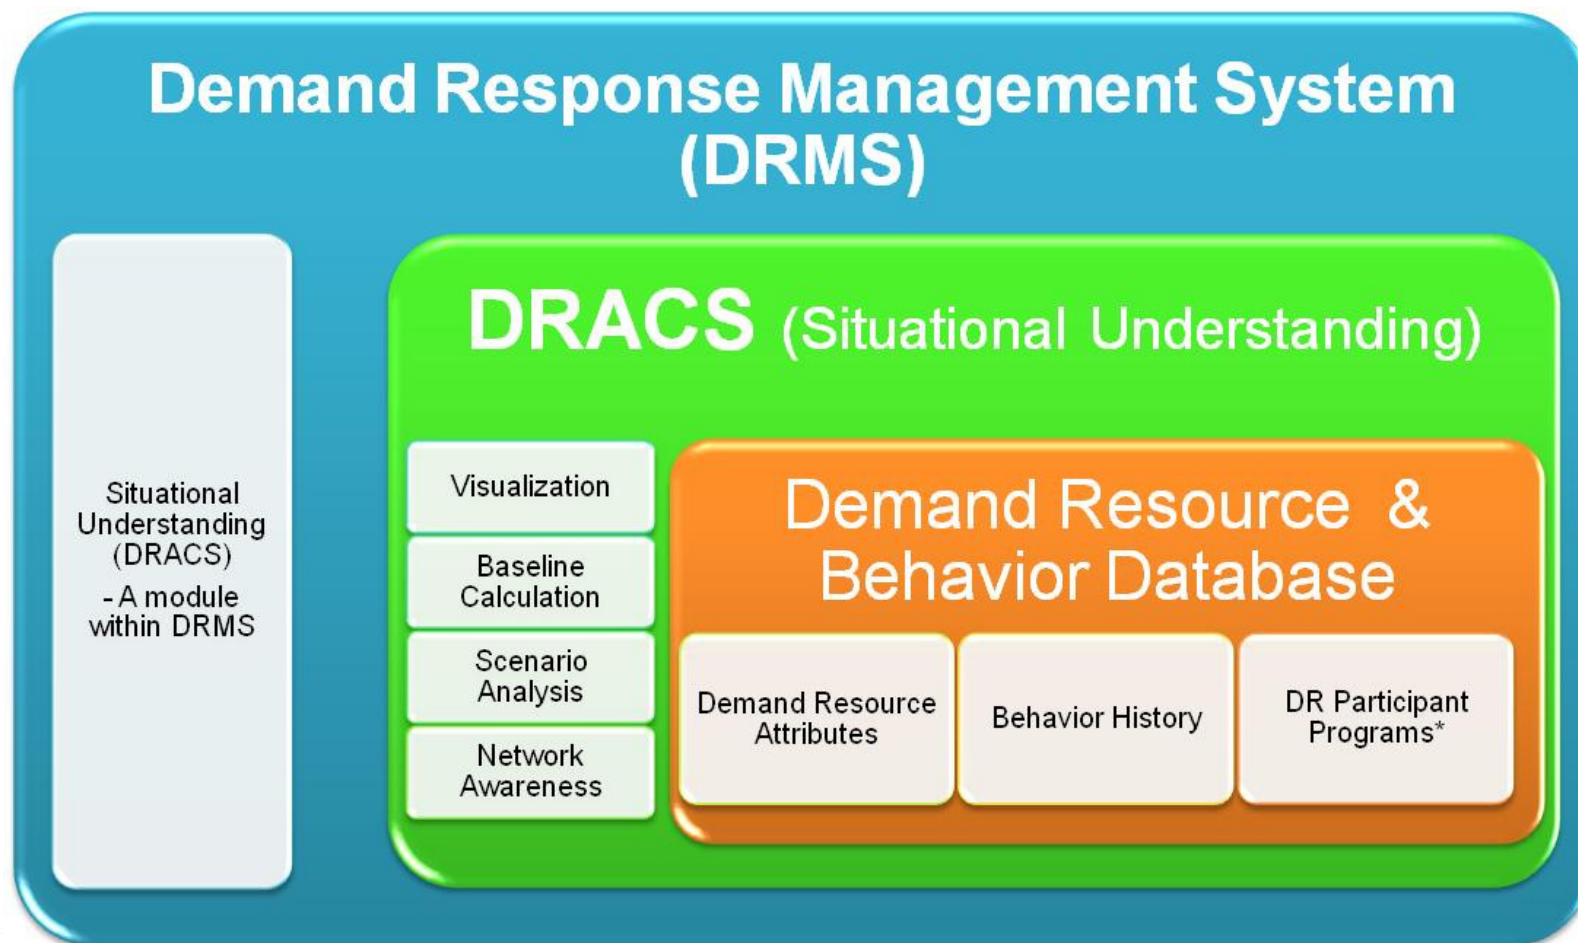 Demand Response Management System
(DRMS)
Situational
Understanding
(DRACS)
- A module
within DRMS
DRACS (Situational Understanding)
Visualization
Baseline
Calculation
Scenario
Analysis
Network
Awareness
Demand Resource &
Behavior Database
Demand Resource
Attributes
Behavior History
DR Participant
Programs*